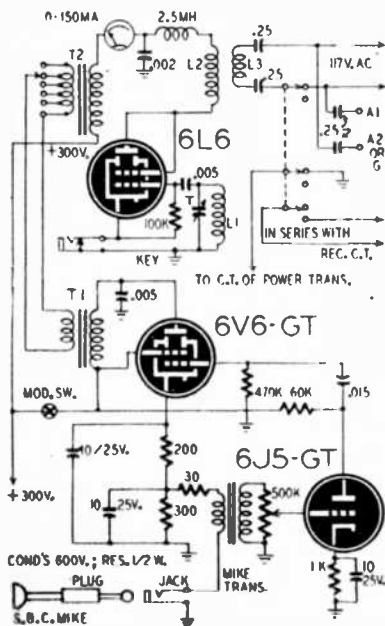 0-150MA
2.5MH
T2
.002
L2
L3
.25
.25
117V. AC
+300V.
6L6
.25
A1
A2
OR
G
.005
T
100K
L1
KEY
IN SERIES WITH
REC. C.T.
TO C.T. OF POWER TRANS.
T1
.005
6V6-GT
470K
60K
.015
MOD. SW.
10/25V.
200
6J5-GT
30
+300V.
10
25V.
300
500K
COND'S 600V.; RES. 1/2 W.
MIKE
TRANS.
1K
10
25V.
PLUG
JACK
S.B.C. MIKE